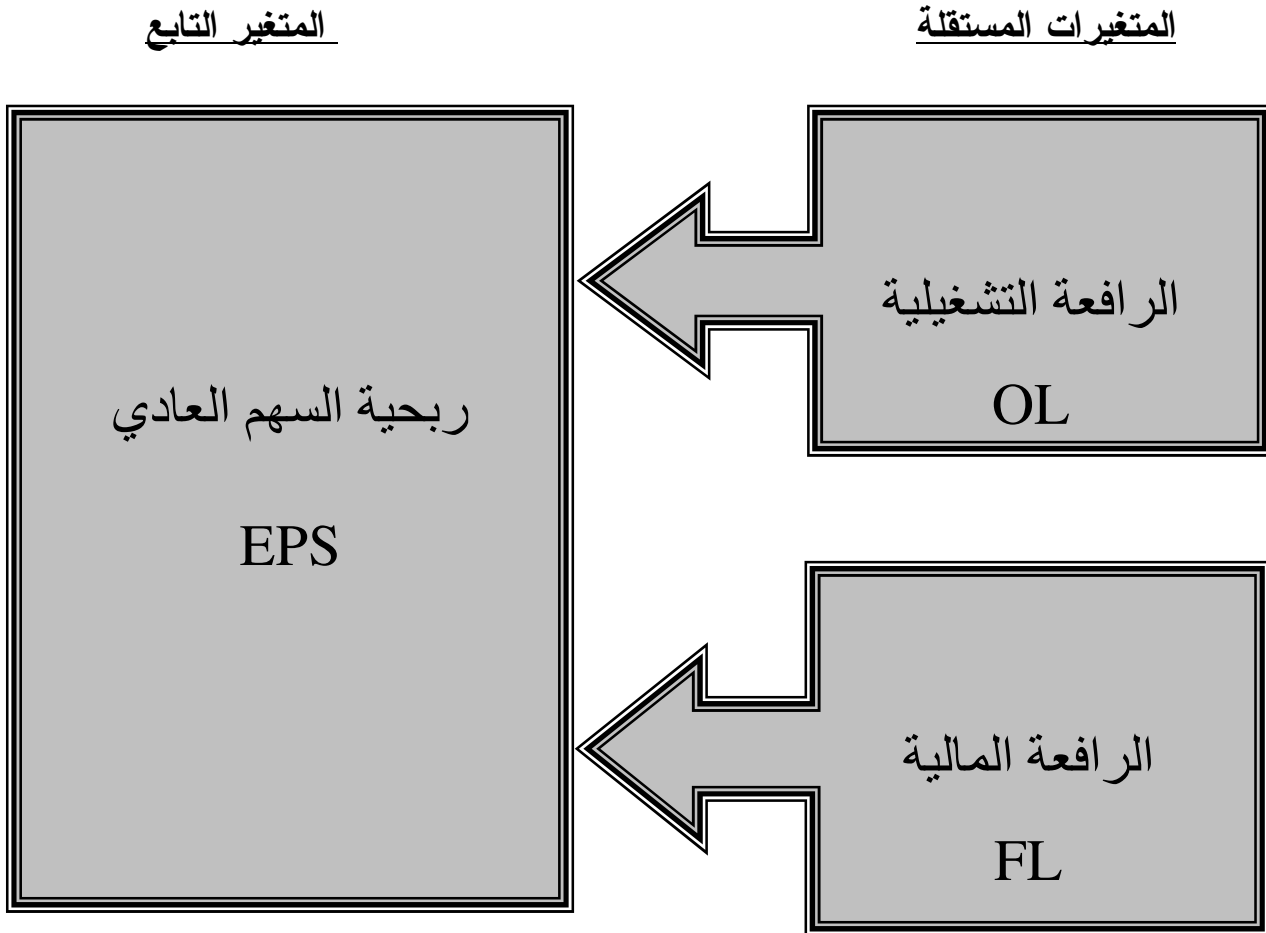 المتغيرات المستقلة
المتغير التابع
الرافعة التشغيلية
OL
ربحية السهم العادي
EPS
الرافعة المالية
FL